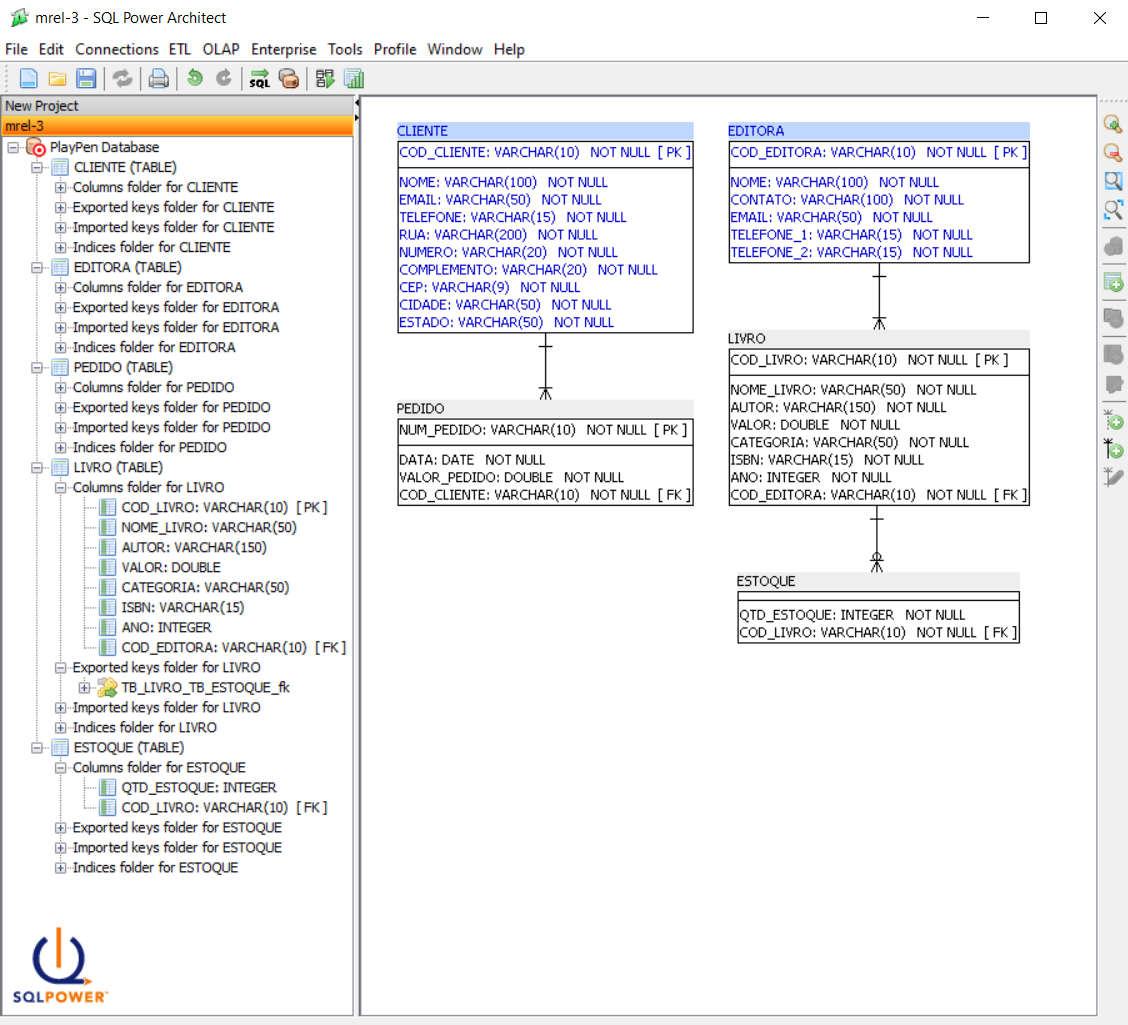 mrel-3 - SQL Power Architect
File Edit Connections ETL OLAP Enterprise Tools Profile Window Help
SQL
New Project
mrel-3
PlayPen Database
CLIENTE (TABLE)
Columns folder for CLIENTE
Exported keys folder for CLIENTE
Imported keys folder for CLIENTE
Indices folder for CLIENTE
EDITORA (TABLE)
Columns folder for EDITORA
Exported keys folder for EDITORA
Imported keys folder for EDITORA
Indices folder for EDITORA
PEDIDO (TABLE)
Columns folder for PEDIDO
Exported keys folder for PEDIDO
Imported keys folder for PEDIDO
Indices folder for PEDIDO
LIVRO (TABLE)
Columns folder for LIVRO
COD_LIVRO: VARCHAR(10) [ PK ]
NOME_LIVRO: VARCHAR(50)
AUTOR: VARCHAR(150)
VALOR: DOUBLE
CATEGORIA: VARCHAR(50)
ISBN: VARCHAR(15)
ANO: INTEGER
COD_EDITORA: VARCHAR(10) [ FK ]
Exported keys folder for LIVRO
TB_LIVRO_TB_ESTOQUE_fk
Imported keys folder for LIVRO
Indices folder for LIVRO
ESTOQUE (TABLE)
Columns folder for ESTOQUE
QTD_ESTOQUE: INTEGER
COD_LIVRO: VARCHAR(10) [ FK ]
Exported keys folder for ESTOQUE
Imported keys folder for ESTOQUE
Indices folder for ESTOQUE
SQLPOWER
CLIENTE
COD_CLIENTE: VARCHAR(10) NOT NULL [ PK ]
NOME: VARCHAR(100) NOT NULL
EMAIL: VARCHAR(50) NOT NULL
TELEFONE: VARCHAR(15) NOT NULL
RUA: VARCHAR(200) NOT NULL
NUMERO: VARCHAR(20) NOT NULL
COMPLEMENTO: VARCHAR(20) NOT NULL
CEP: VARCHAR(9) NOT NULL
CIDADE: VARCHAR(50) NOT NULL
ESTADO: VARCHAR(50) NOT NULL
PEDIDO
NUM_PEDIDO: VARCHAR(10) NOT NULL [ PK ]
DATA: DATE NOT NULL
VALOR_PEDIDO: DOUBLE NOT NULL
COD_CLIENTE: VARCHAR(10) NOT NULL [ FK ]
EDITORA
COD_EDITORA: VARCHAR(10) NOT NULL [ PK ]
NOME: VARCHAR(100) NOT NULL
CONTATO: VARCHAR(100) NOT NULL
EMAIL: VARCHAR(50) NOT NULL
TELEFONE_1: VARCHAR(15) NOT NULL
TELEFONE_2: VARCHAR(15) NOT NULL
LIVRO
COD_LIVRO: VARCHAR(10) NOT NULL [ PK ]
NOME_LIVRO: VARCHAR(50) NOT NULL
AUTOR: VARCHAR(150) NOT NULL
VALOR: DOUBLE NOT NULL
CATEGORIA: VARCHAR(50) NOT NULL
ISBN: VARCHAR(15) NOT NULL
ANO: INTEGER NOT NULL
COD_EDITORA: VARCHAR(10) NOT NULL [ FK ]
ESTOQUE
QTD_ESTOQUE: INTEGER NOT NULL
COD_LIVRO: VARCHAR(10) NOT NULL [ FK ]